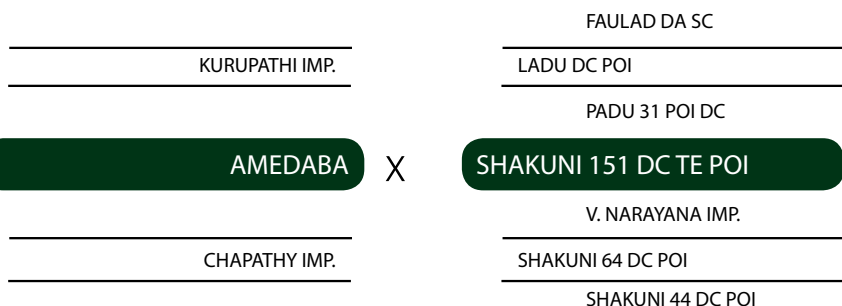 FAULAD DA SC
KURUPATHI IMP. LADU DC POI
PADU 31 POI DC
AMEDABA X SHAKUNI 151 DC TE POI
V. NARAYANA IMP.
CHAPATHY IMP. SHAKUNI 64 DC POI
SHAKUNI 44 DC POI